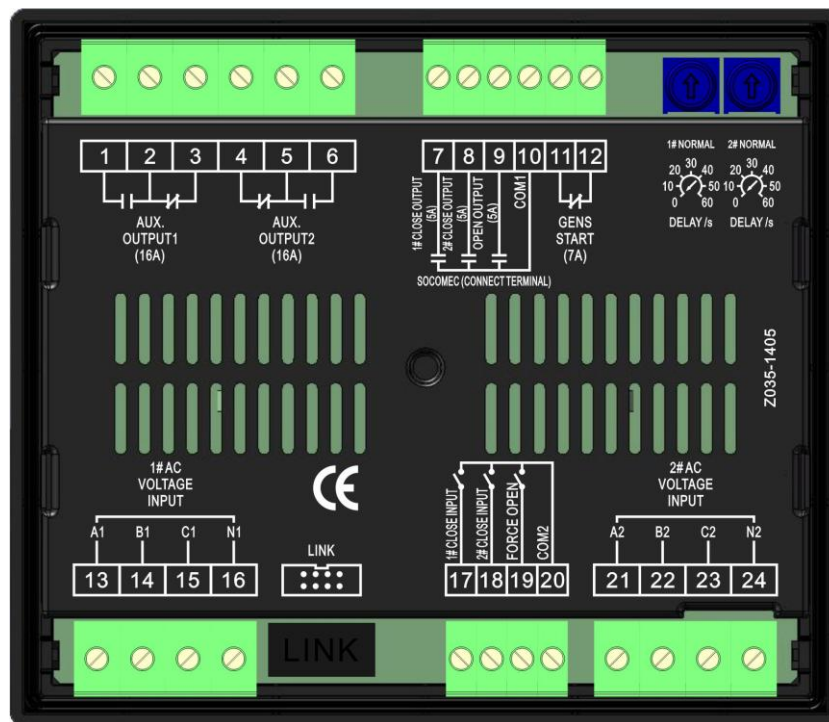 1 2 3 4 5 6
7 8 9 10 11 12
AUX.
OUTPUT1
(16A)
AUX.
OUTPUT2
(16A)
1# CLOSE OUTPUT
(5A)
2# CLOSE OUTPUT
(5A)
OPEN OUTPUT
(5A)
COM1
GENS
START
(7A)
SOCOMEC (CONNECT TERMINAL)
1# NORMAL
0 10 20 30 40 50 60
DELAY /s
2# NORMAL
0 10 20 30 40 50 60
DELAY /s
Z035-1405
1# AC
VOLTAGE
INPUT
A1 B1 C1 N1
13 14 15 16
CE
LINK
1# CLOSE INPUT
2# CLOSE INPUT
FORCE OPEN
COM2
17 18 19 20
2# AC
VOLTAGE
INPUT
A2 B2 C2 N2
21 22 23 24
LINK